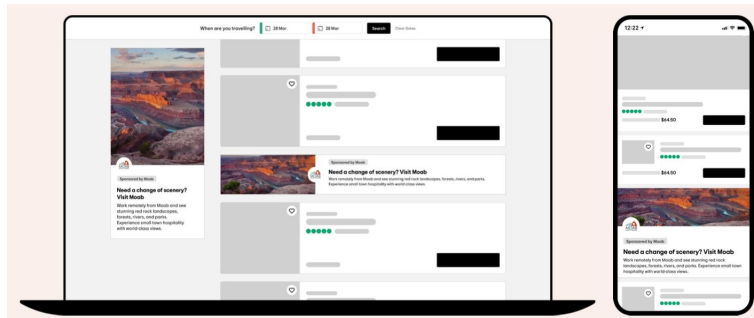 When are you travelling?
28 Mar
28 Mar
Search
Sponsored by Moab
Need a change of scenery?
Visit Moab
Work remotely from Moab and see
stunning red rock landscapes,
forests, rivers, and parks.
Experience small town hospitality
with world-class views.
Sponsored by Moab
Need a change of scenery? Visit Moab
Work remotely from Moab and see stunning red rock landscapes, forests, rivers, and parks.
Experience small town hospitality with world-class views.
12:22
$64.50
$64.50
Sponsored by Moab
Need a change of scenery? Visit Moab
Work remotely from Moab and see stunning red rock
landscapes, forests, rivers, and parks. Experience small town
hospitality with world-class views.